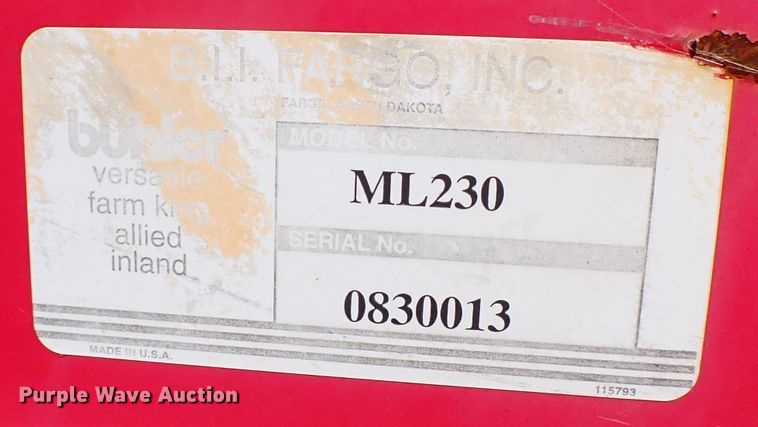 B.I.I. FARGO, INC.
FARGO, NORTH DAKOTA
buhler
versatile
farm king
allied
inland
MODEL No.
ML230
SERIAL No.
0830013
MADE IN U.S.A.
115793
Purple Wave Auction